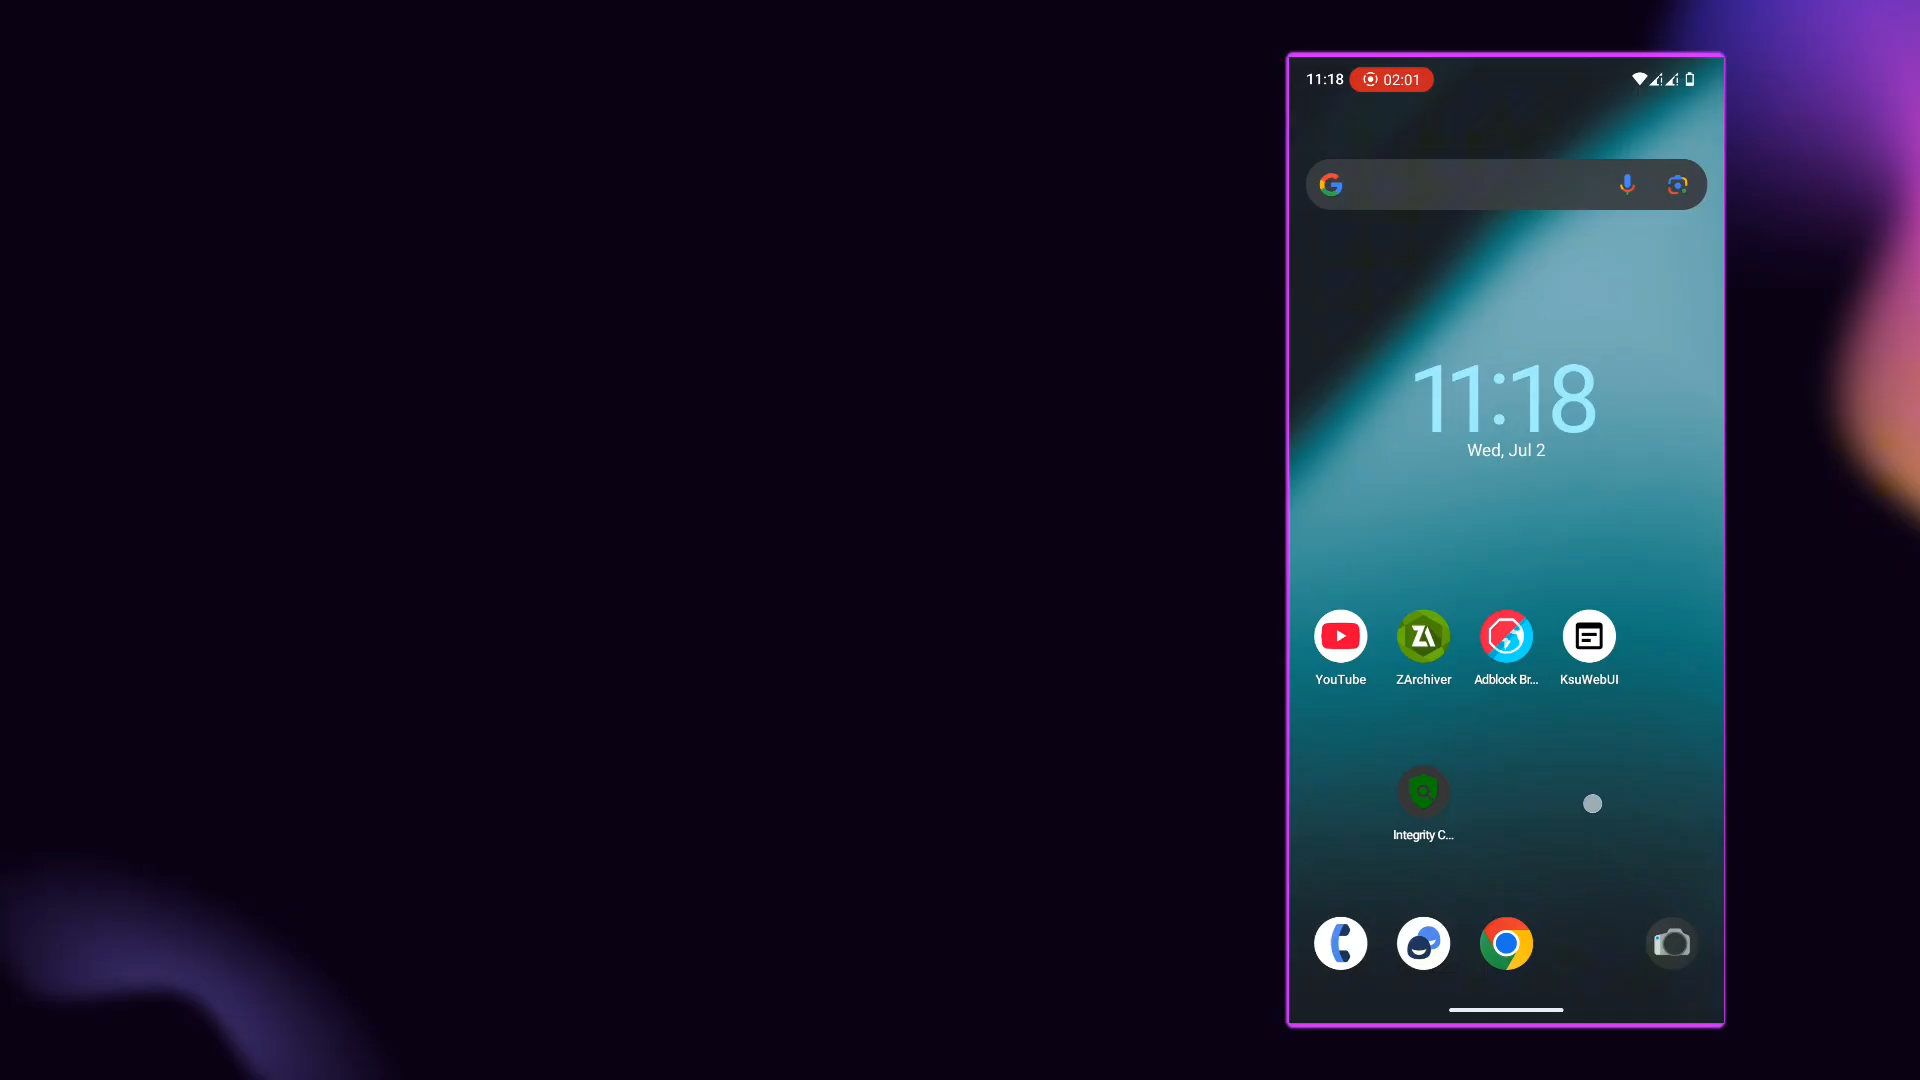 11:18 02:01
11:18
Wed, Jul 2
YouTube ZArchiver Adblock Br... KsuWebUI
Integrity C...